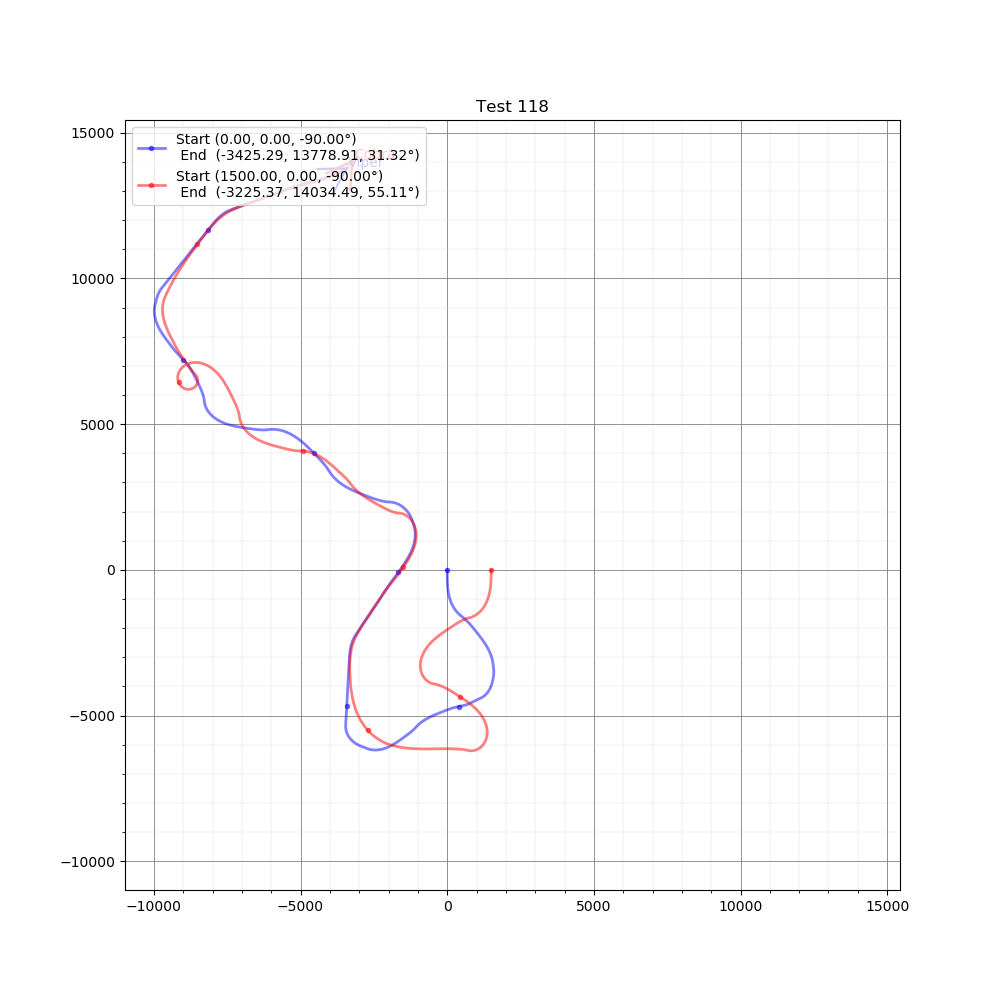 Test 118
Start (0.00, 0.00, -90.00°)
End (-3425.29, 13778.91, 31.32°)
Start (1500.00, 0.00, -90.00°)
End (-3225.37, 14034.49, 55.11°)
15000
10000
5000
0
−5000
−10000
−10000 −5000 0 5000 10000 15000